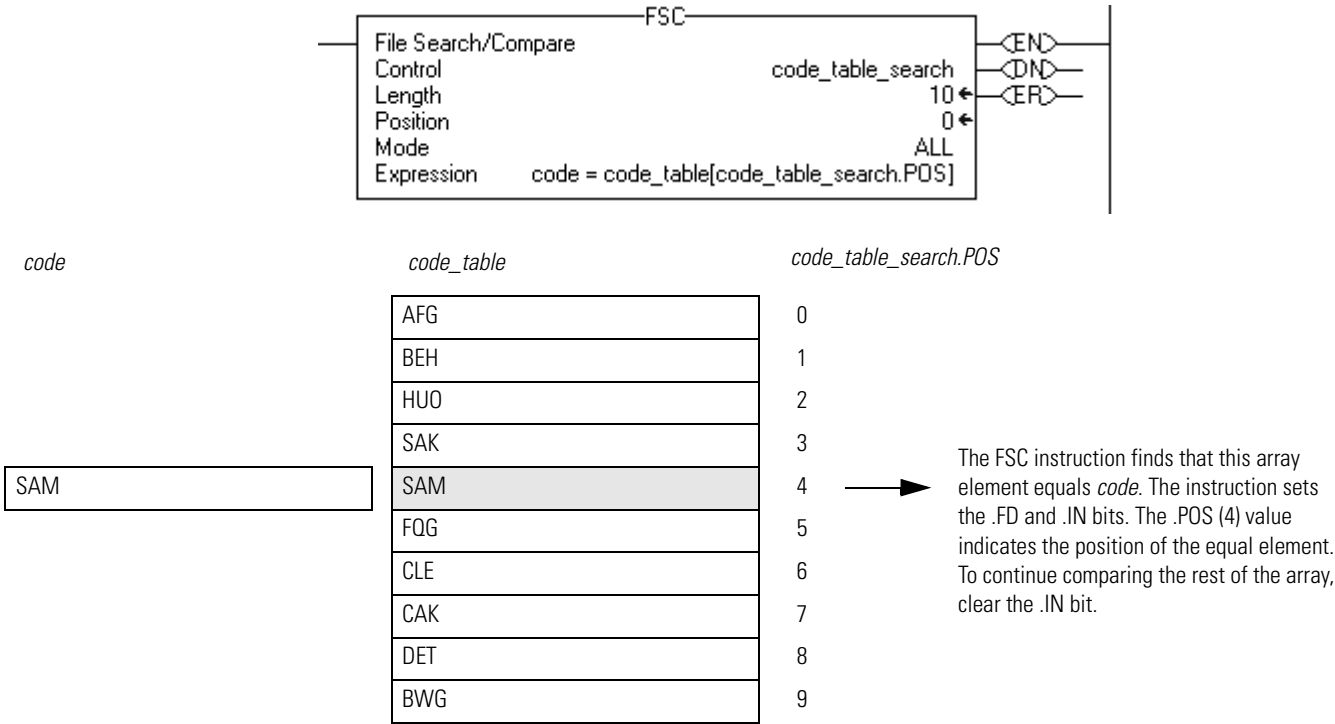 FSC
File Search/Compare
Control code_table_search
Length 10
Position 0
Mode ALL
Expression code = code_table[code_table_search.POS]
EN
DN
ER
code code_table code_table_search.POS
AFG 0
BEH 1
HUO 2
SAK 3
SAM SAM 4
FQG 5
CLE 6
CAK 7
DET 8
BWG 9
The FSC instruction finds that this array
element equals code. The instruction sets
the .FD and .IN bits. The .POS (4) value
indicates the position of the equal element.
To continue comparing the rest of the array,
clear the .IN bit.